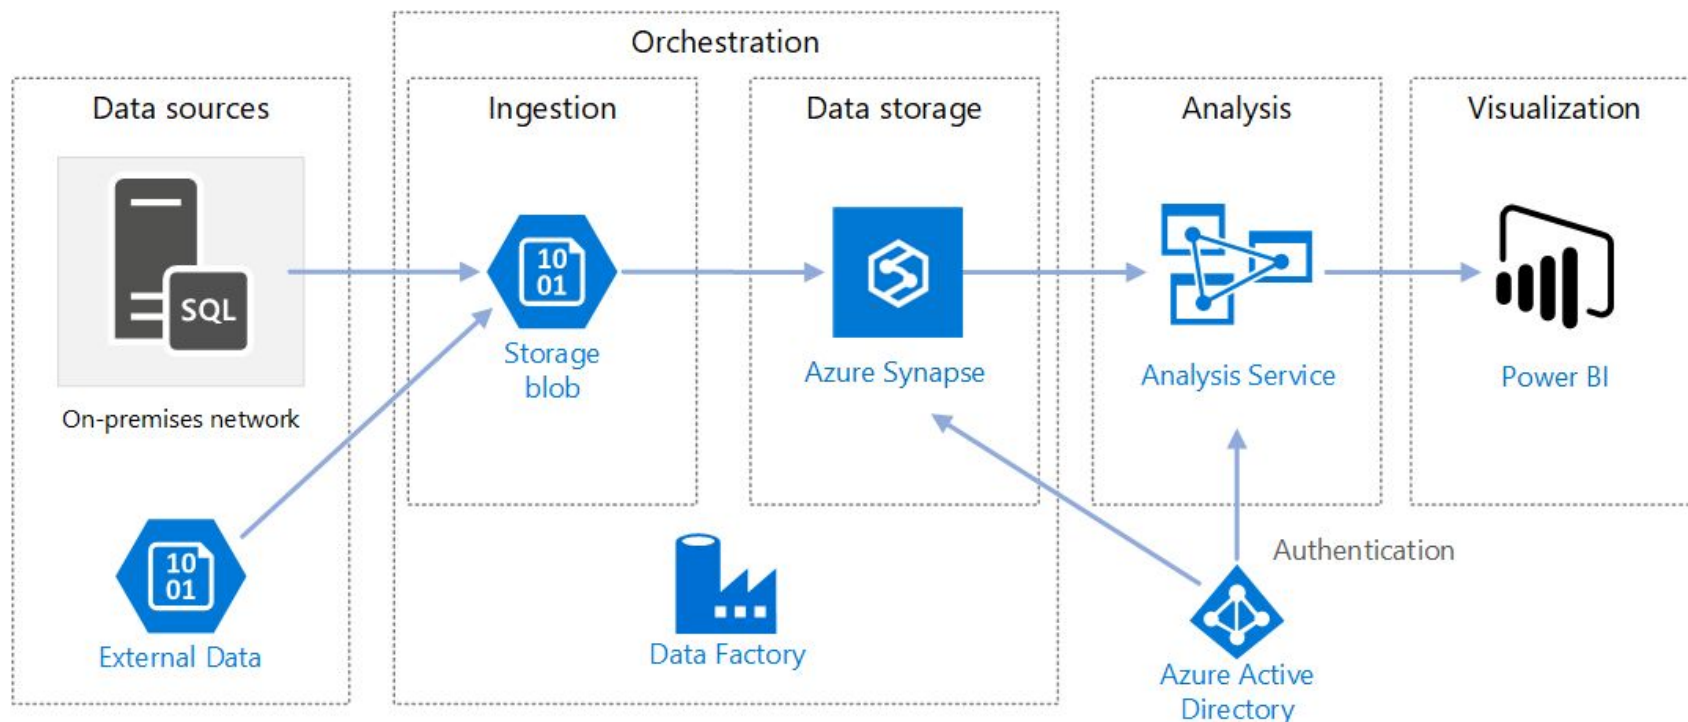 Orchestration
Data sources
Ingestion
Data storage
Analysis
Visualization
SQL
On-premises network
10
01
External Data
10
01
Storage
blob
Azure Synapse
Analysis Service
Power BI
Data Factory
Authentication
Azure Active
Directory